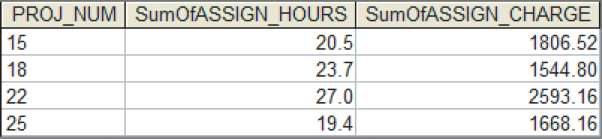 PROJ_NUM SumOfASSIGN_HOURS SumOfASSIGN_CHARGE
15 20.5 1806.52
18 23.7 1544.80
22 27.0 2593.16
25 19.4 1668.16